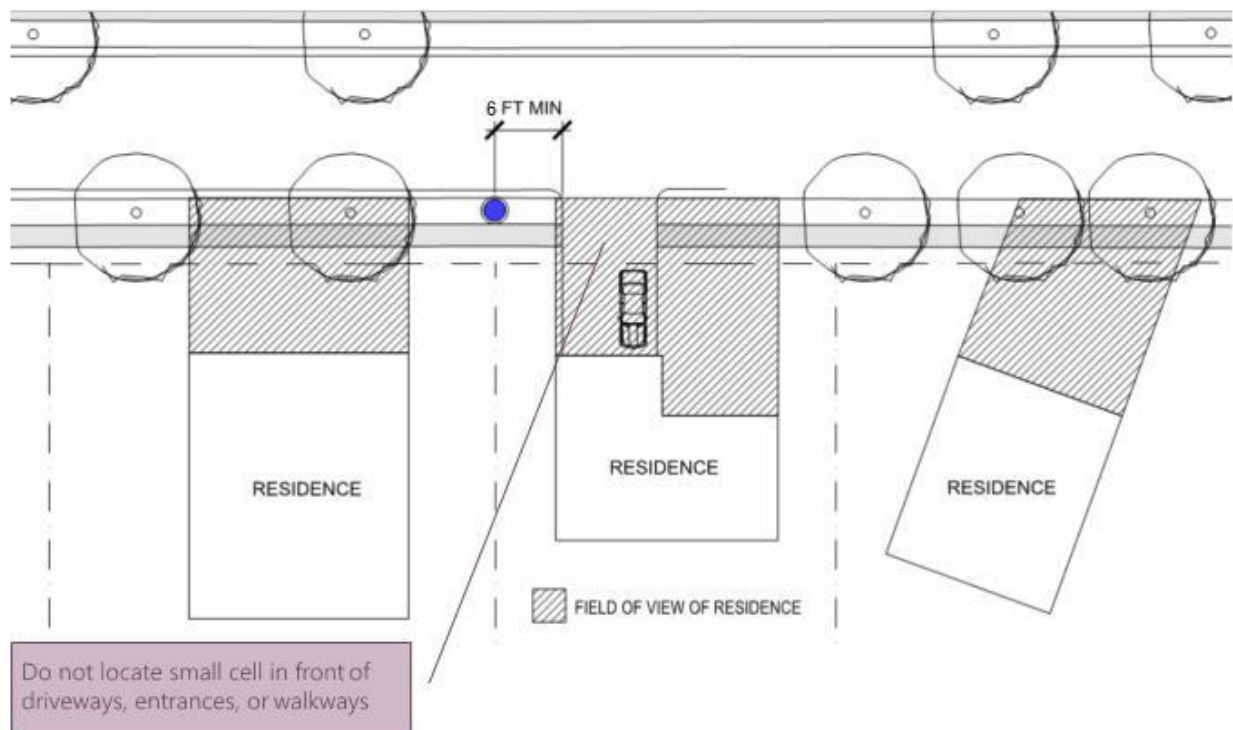 6 FT MIN
RESIDENCE
RESIDENCE
RESIDENCE
FIELD OF VIEW OF RESIDENCE
Do not locate small cell in front of
driveways, entrances, or walkways